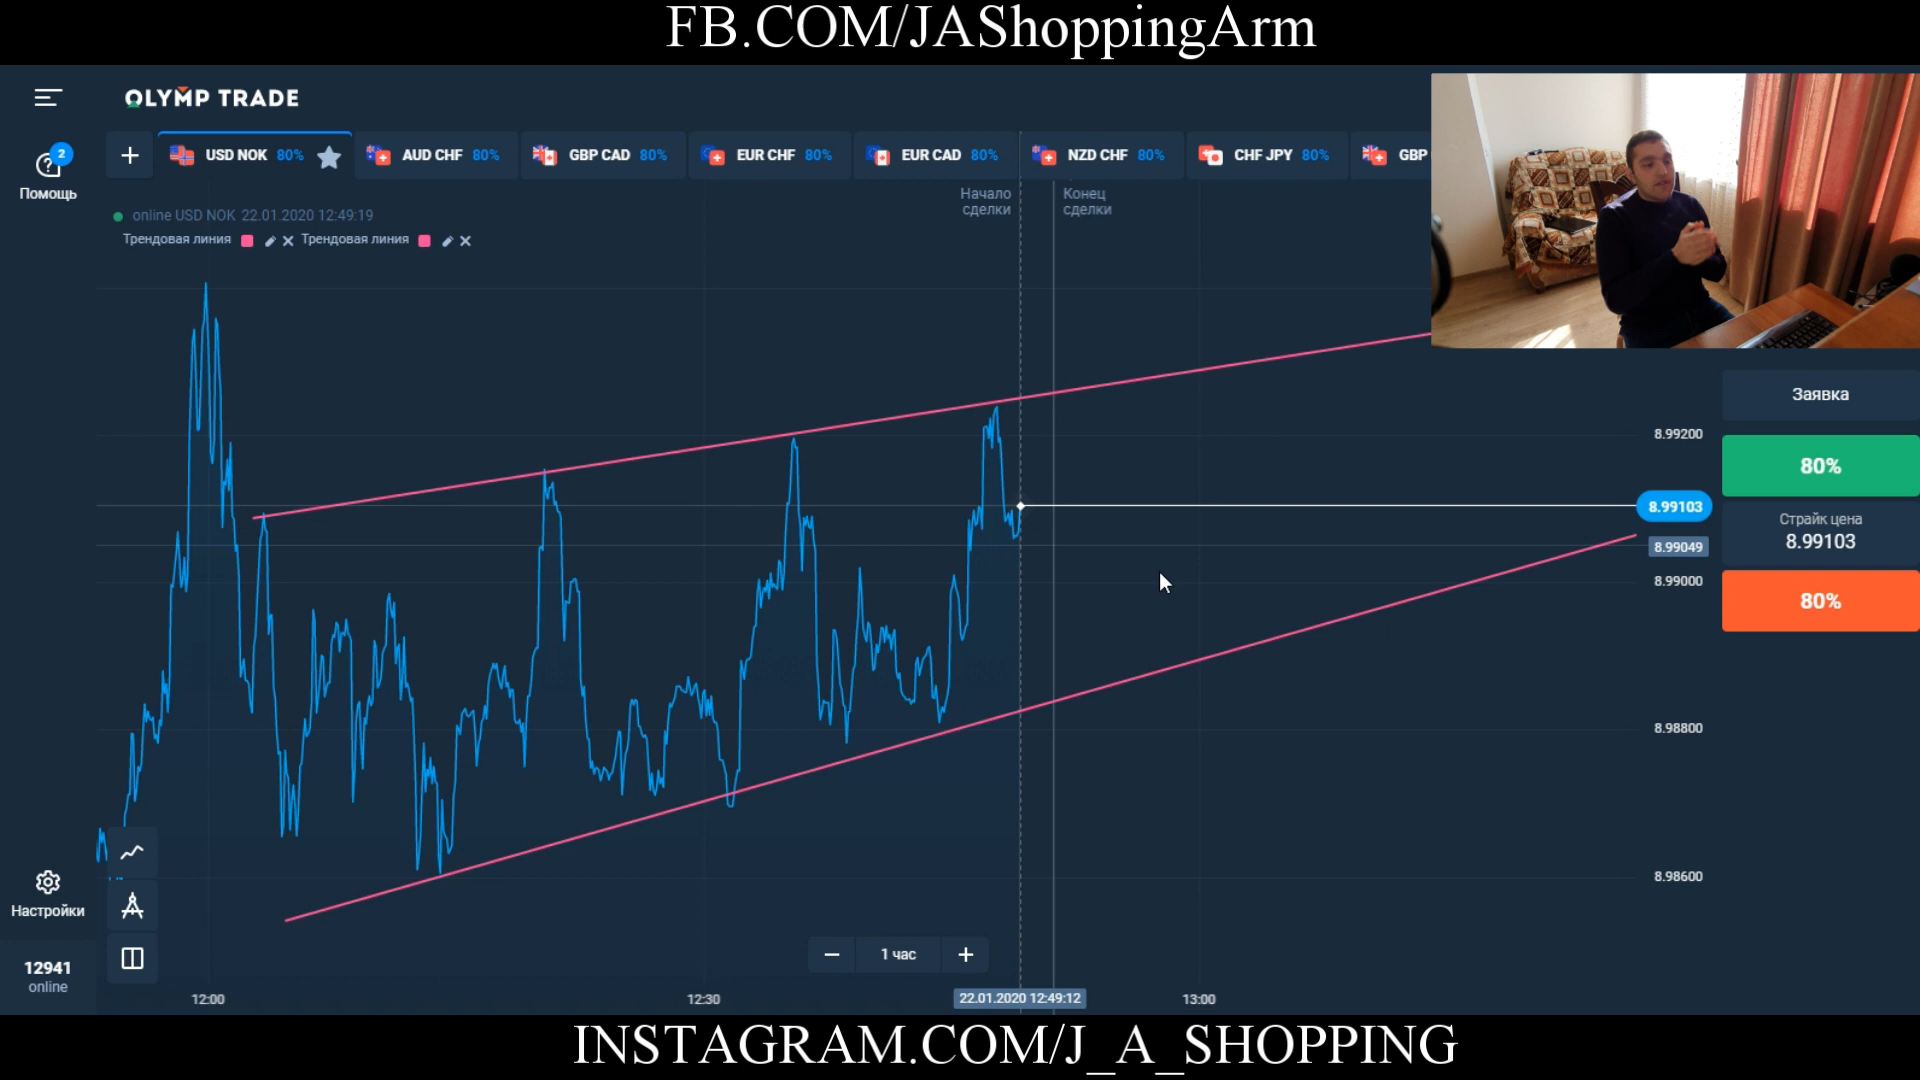 FB.COM/JAShoppingArm
OLYMP TRADE
2
Помощь
+
USD NOK 80%
AUD CHF 80%
GBP CAD 80%
EUR CHF 80%
EUR CAD 80%
NZD CHF 80%
CHF JPY 80%
GBP
Начало
сделки
Конец
сделки
online USD NOK 22.01.2020 12:49:19
Трендовая линия Трендовая линия
Заявка
8.99200
80%
8.99103
Страйк цена
8.99103
8.99049
8.99000
80%
8.98800
8.98600
Настройки
12941
online
− 1 час +
12:00
12:30
22.01.2020 12:49:12
13:00
INSTAGRAM.COM/J_A_SHOPPING